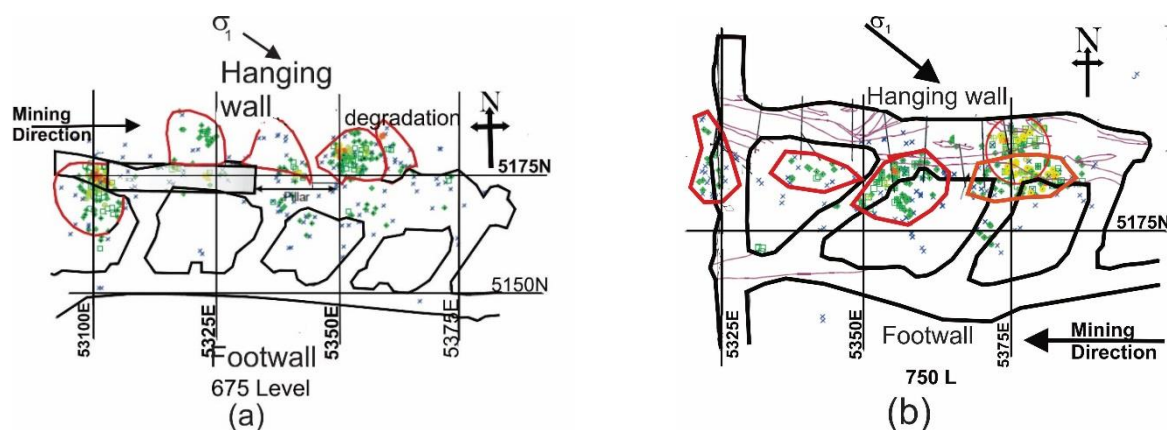 σ1
Hanging
wall
degradation
N
Mining
Direction
5175N
Pillar
5150N
5100E
5325E
5350E
5375E
Footwall
675 Level
(a)
σ1
N
Hanging wall
5175N
5325E
5350E
5375E
Footwall
Mining
Direction
750 L
(b)